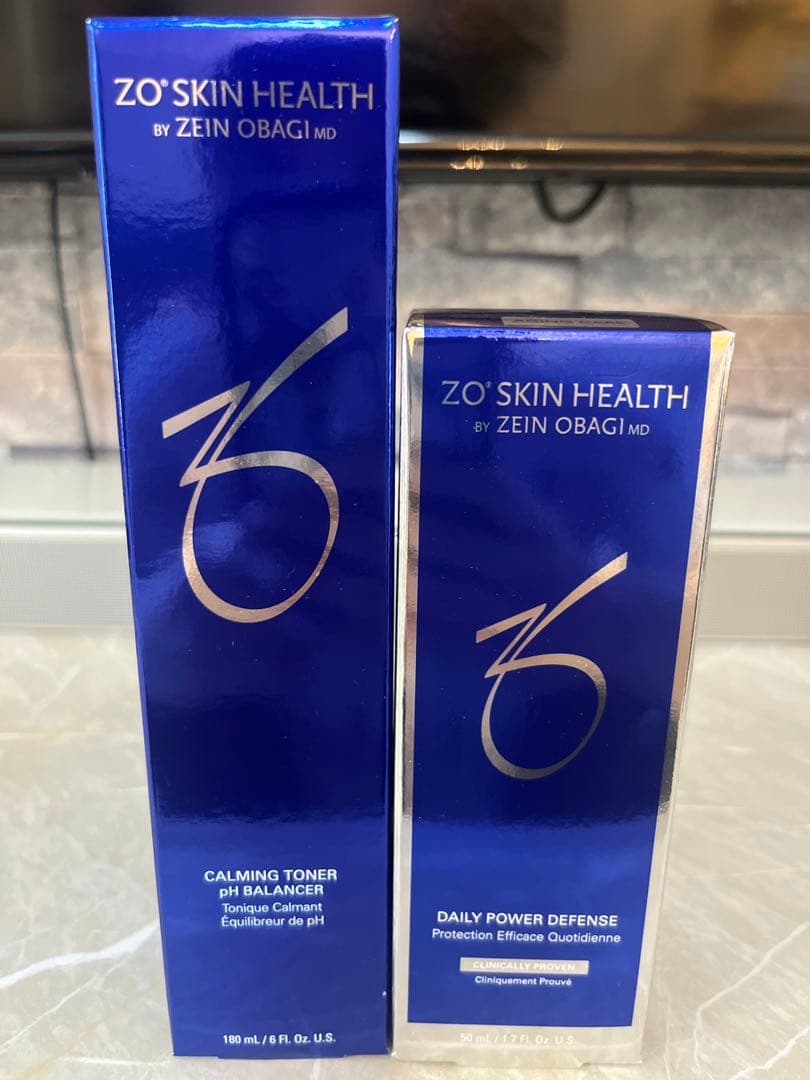 ZO® SKIN HEALTH
BY ZEIN OBAGI MD
CALMING TONER
pH BALANCER
Tonique Calmant
Équilibreur de pH
180 mL / 6 Fl. Oz. U.S.
ZO® SKIN HEALTH
BY ZEIN OBAGI MD
DAILY POWER DEFENSE
Protection Efficace Quotidienne
CLINICALLY PROVEN
Cliniquement Prouvé
50 mL / 1.7 Fl. Oz. U.S.